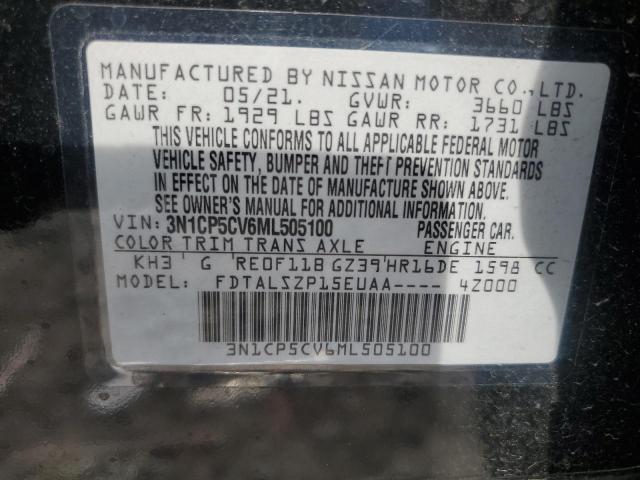 MANUFACTURED BY NISSAN MOTOR CO., LTD.
DATE: 05/21. GVWR: 3660 LBS
GAWR FR: 1929 LBS GAWR RR: 1731 LBS
THIS VEHICLE CONFORMS TO ALL APPLICABLE FEDERAL MOTOR
VEHICLE SAFETY, BUMPER AND THEFT PREVENTION STANDARDS
IN EFFECT ON THE DATE OF MANUFACTURE SHOWN ABOVE.
SEE OWNER'S MANUAL FOR ADDITIONAL INFORMATION.
VIN: 3N1CP5CV6ML505100 PASSENGER CAR.
COLOR TRIM TRANS AXLE ENGINE
KH3 G RE0F11B GZ39 HR16DE 1598 CC
MODEL: FDTALSZP15EUAA---- 4Z000
3N1CP5CV6ML505100